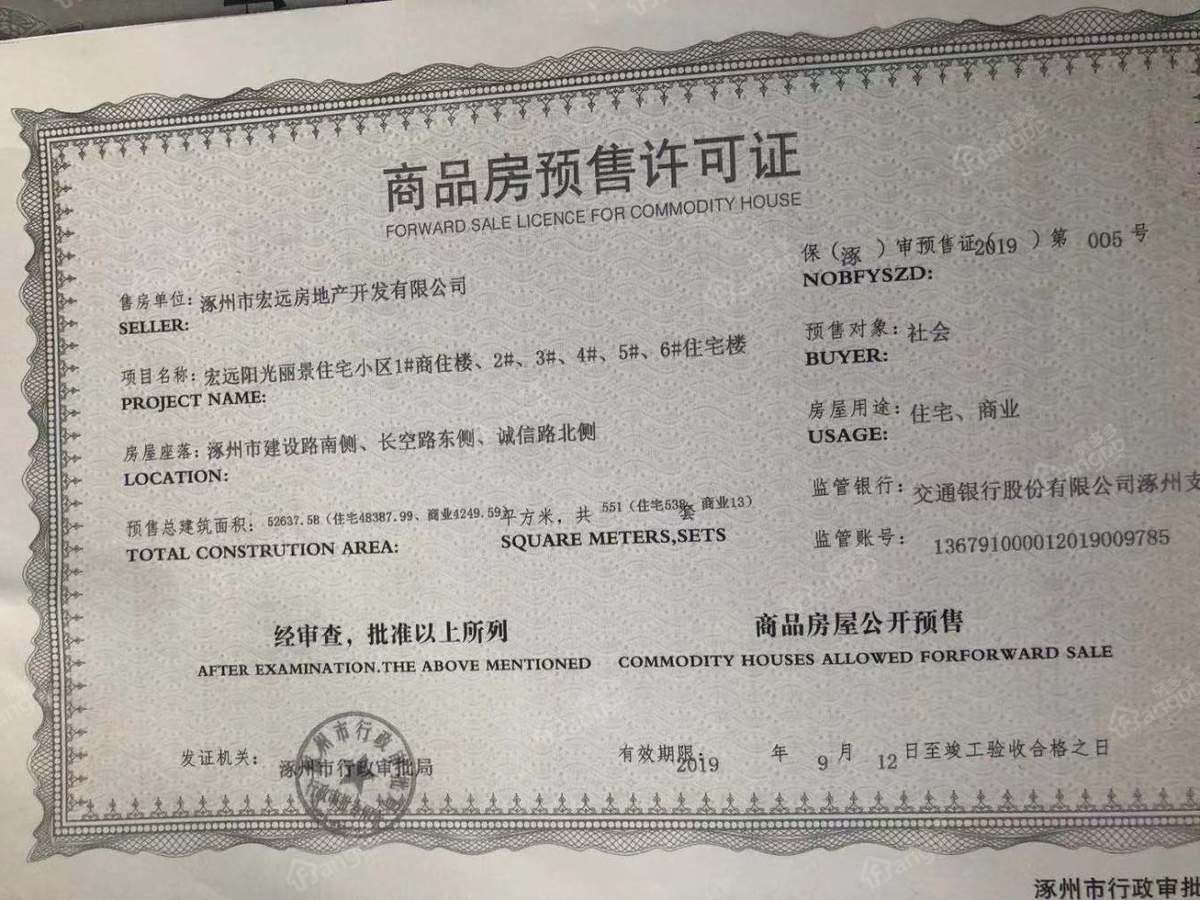 商品房预售许可证
FORWARD SALE LICENCE FOR COMMODITY HOUSE
保（涿）审预售证（2019）第 005 号
NOBFYSZD:
售房单位：涿州市宏远房地产开发有限公司
SELLER:
预售对象：社会
BUYER:
项目名称：宏远阳光丽景住宅小区1#商住楼、2#、3#、4#、5#、6#住宅楼
PROJECT NAME:
房屋用途：住宅、商业
USAGE:
房屋座落：涿州市建设路南侧、长空路东侧、诚信路北侧
LOCATION:
监管银行：交通银行股份有限公司涿州支
预售总建筑面积：52637.58（住宅48387.99、商业4249.59）平方米，共 551（住宅538、商业13）套
TOTAL CONSTRUTION AREA: SQUARE METERS,SETS
监管账号：136791000012019009785
经审查，批准以上所列 商品房屋公开预售
AFTER EXAMINATION.THE ABOVE MENTIONED COMMODITY HOUSES ALLOWED FORFORWARD SALE
发证机关：涿州市行政审批局
有效期限：2019 年 9 月 12 日至竣工验收合格之日
涿州市行政审批